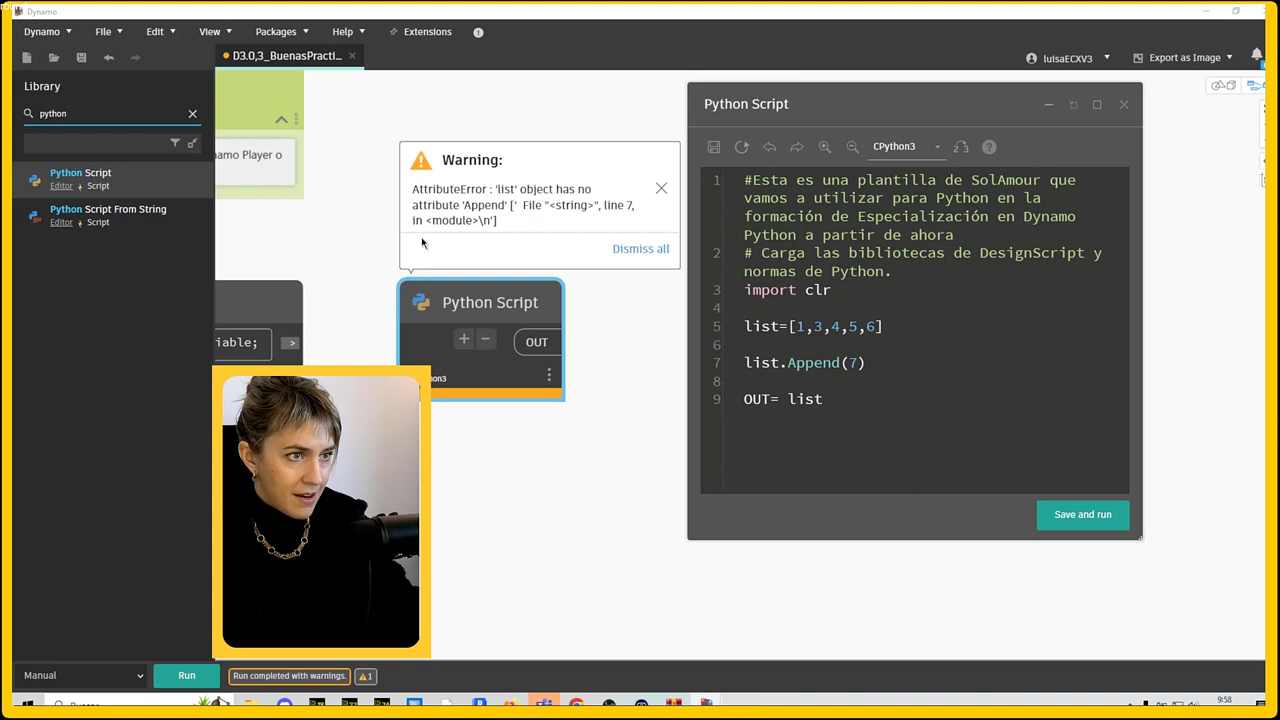 Dynamo
Dynamo File Edit View Packages Help Extensions
D3.0,3_BuenasPracti...
luisaECXV3 Export as Image
Library
python
Python Script
Editor Script
Python Script From String
Editor Script
namo Player o
iable; >
Warning:
AttributeError : 'list' object has no
attribute 'Append' [' File "<string>", line 7,
in <module>\n']
Dismiss all
Python Script
+ - OUT
hon3
Python Script
CPython3
1 #Esta es una plantilla de SolAmour que
vamos a utilizar para Python en la
formación de Especialización en Dynamo
Python a partir de ahora
2 # Carga las bibliotecas de DesignScript y
normas de Python.
3 import clr
4
5 list=[1,3,4,5,6]
6
7 list.Append(7)
8
9 OUT= list
Save and run
Manual Run Run completed with warnings. 1
9:58